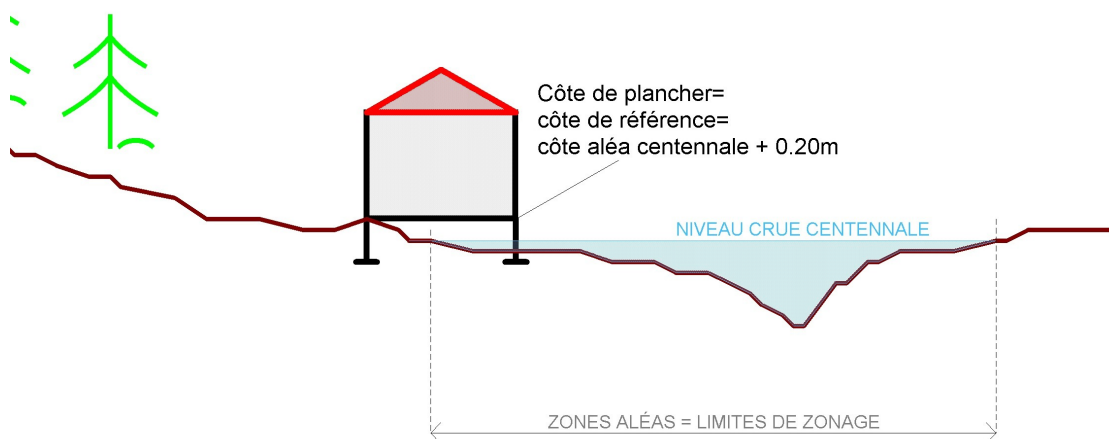 Côte de plancher=
côte de référence=
côte aléa centennale + 0.20m
NIVEAU CRUE CENTENNALE
ZONES ALÉAS = LIMITES DE ZONAGE